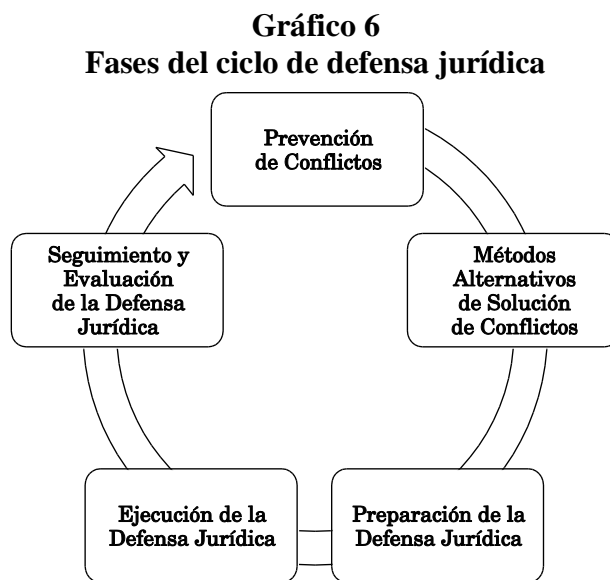 Gráfico 6
Fases del ciclo de defensa jurídica
Prevención
de Conflictos
Métodos
Alternativos
de Solución
de Conflictos
Preparación de la
Defensa Jurídica
Ejecución de la
Defensa Jurídica
Seguimiento y
Evaluación
de la Defensa
Jurídica